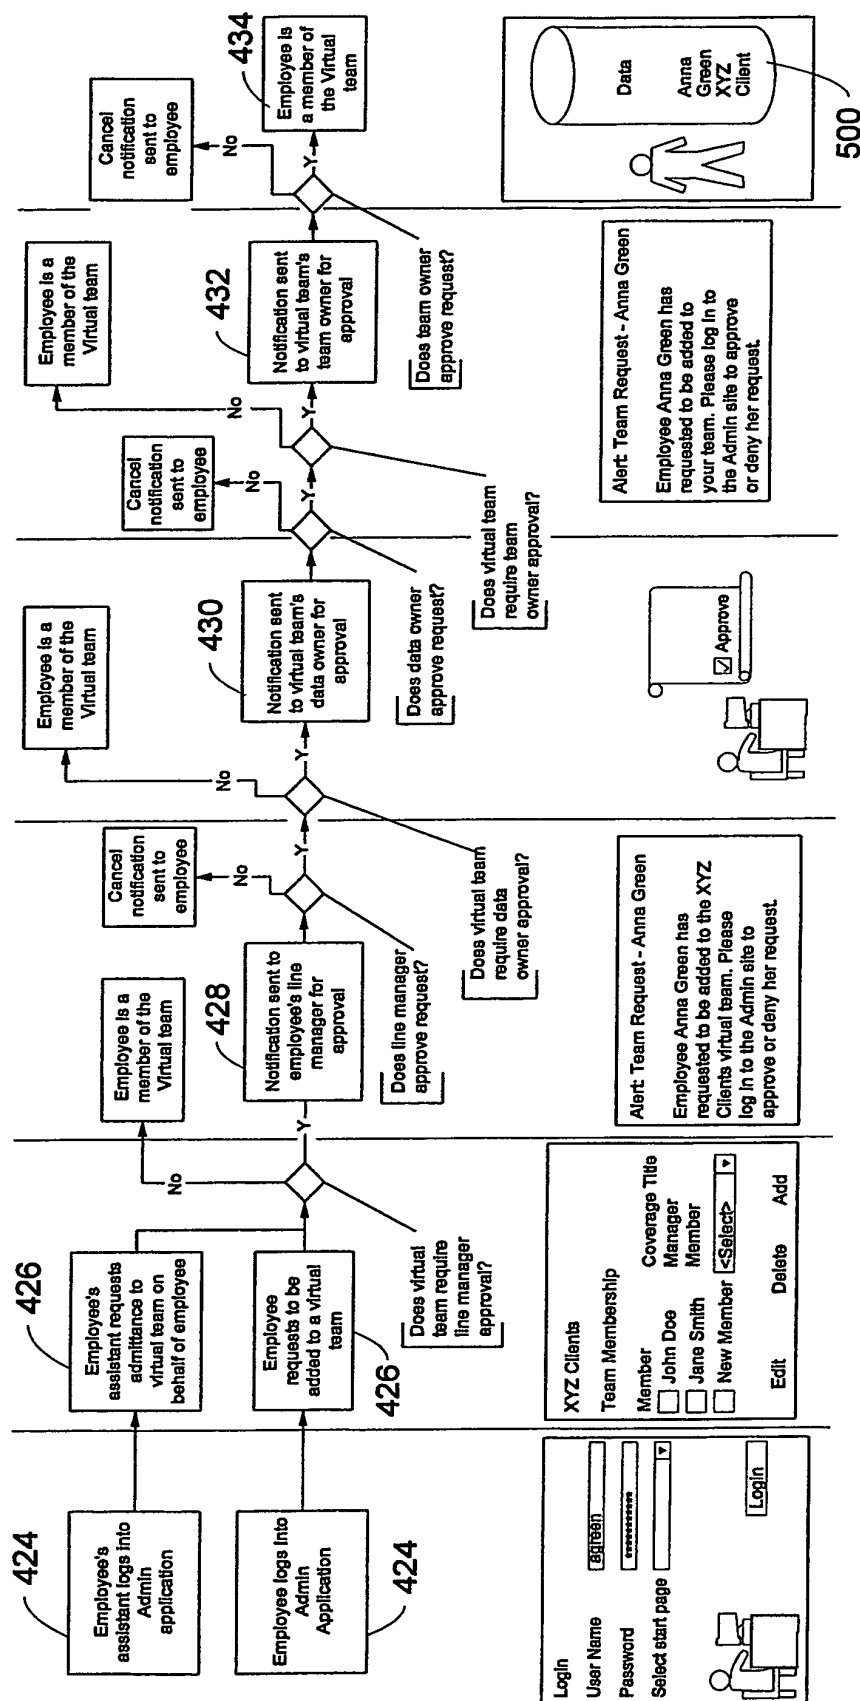 424
Employee's
assistant logs into
Admin
application
Employee logs into
Admin
Application
424
426
Employee's
assistant requests
admittance to
virtual team on
behalf of employee
Employee
requests to be
added to a virtual
team
426
No
Employee is a
member of the
Virtual team
Y
Does virtual
team require
line manager
approval?
428
Notification sent to
employee's line
manager for
approval
Does line manager
approve request?
No
Cancel
notification
sent to
employee
Y
Does virtual team
require data
owner approval?
No
Employee is a
member of the
Virtual team
Y
430
Notification sent
to virtual team's
data owner for
approval
Does data owner
approve request?
No
Cancel
notification
sent to
employee
Y
Does virtual team
require team
owner approval?
No
Employee is a
member of the
Virtual team
Y
432
Notification sent
to virtual team's
team owner for
approval
Does team owner
approve request?
No
Cancel
notification
sent to
employee
Y
434
Employee is
a member of
the Virtual
team
Login
User Name agreen
Password ***********
Select start page
Login
XYZ Clients
Team Membership
Member Coverage Title
John Doe Manager
Jane Smith Member
New Member <Select>
Edit Delete Add
Alert: Team Request - Anna Green
Employee Anna Green has
requested to be added to the XYZ
Clients virtual team. Please
log in to the Admin site to
approve or deny her request.
Approve
Alert: Team Request - Anna Green
Employee Anna Green has
requested to be added to
your team. Please log in to
the Admin site to approve
or deny her request.
Data
Anna
Green
XYZ
Client
500